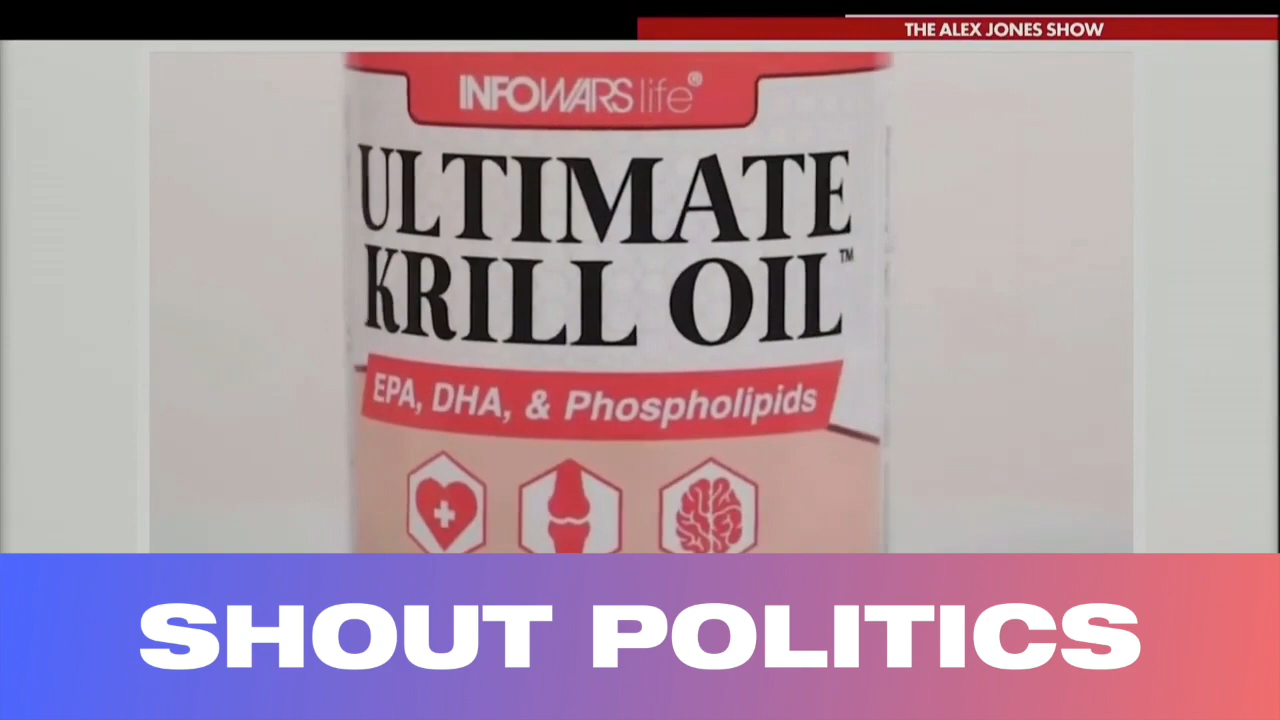 THE ALEX JONES SHOW
INFOWARS life®
ULTIMATE
KRILL OIL™
EPA, DHA, & Phospholipids
SHOUT POLITICS